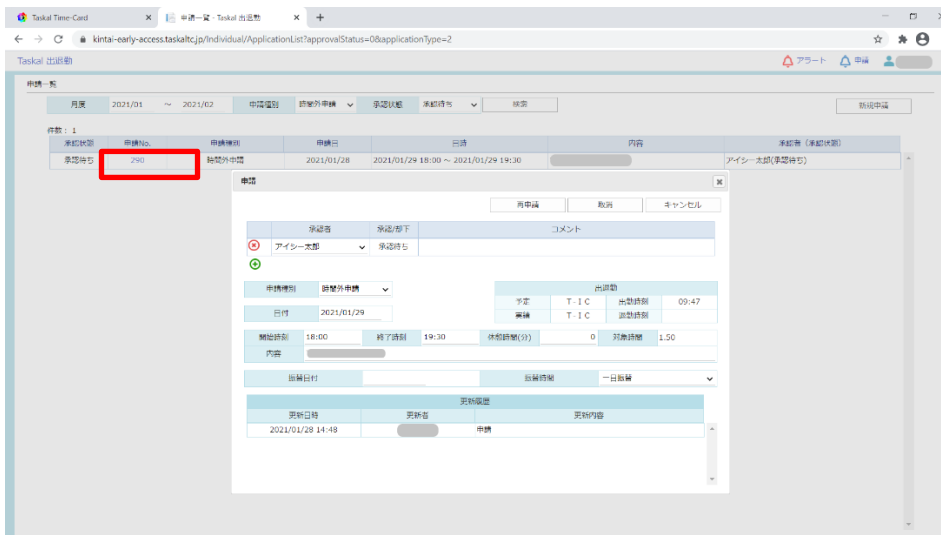 Taskal Time-Card
申請一覧 - Taskal 出退勤
kintai-early-access.taskaltc.jp/Individual/ApplicationList?approvalStatus=0&applicationType=2
Taskal 出退勤 アラート 申請
申請一覧
月度 2021/01 ～ 2021/02 申請種別 時間外申請 承認状態 承認待ち 検索 新規申請
件数: 1
承認状態 申請No. 申請種別 申請日 日時 内容 承認者（承認状態）
承認待ち 290 時間外申請 2021/01/28 2021/01/29 18:00 ～ 2021/01/29 19:30 アイシー太郎(承認待ち)
申請
再申請 取消 キャンセル
承認者 承認/却下 コメント
アイシー太郎 承認待ち
申請種別 時間外申請 出退勤
予定 T-IC 出勤時刻 09:47
日付 2021/01/29
実績 T-IC 退勤時刻
開始時刻 18:00 終了時刻 19:30 休憩時間(分) 0 対象時間 1.50
内容
振替日付 振替時間 一日振替
更新履歴
更新日時 更新者 更新内容
2021/01/28 14:48 申請